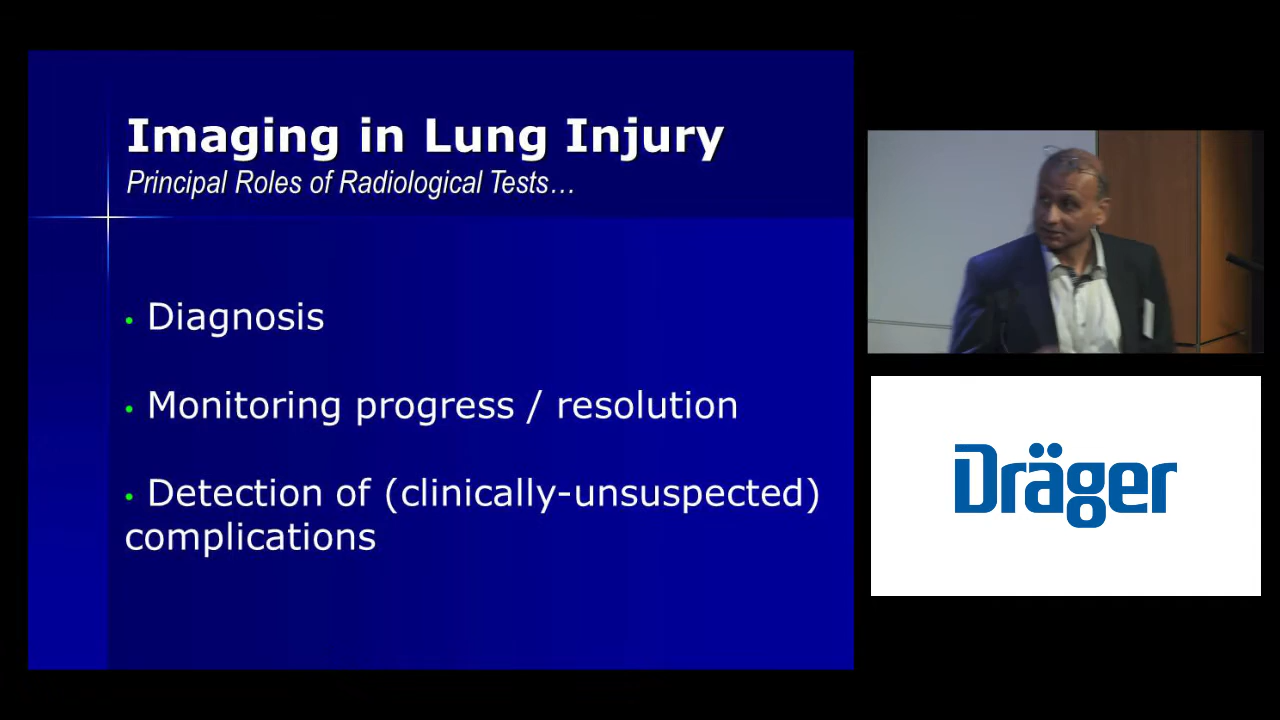 Imaging in Lung Injury
Principal Roles of Radiological Tests…
• Diagnosis
• Monitoring progress / resolution
• Detection of (clinically-unsuspected)
complications
Dräger